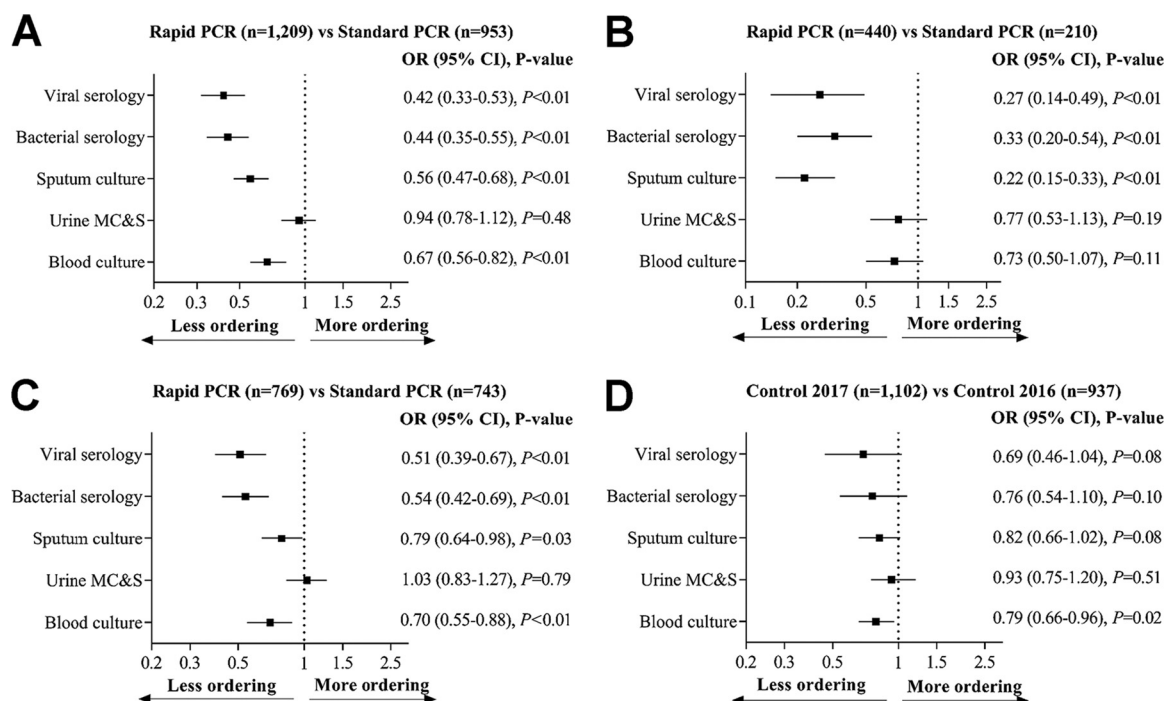 A
Rapid PCR (n=1,209) vs Standard PCR (n=953)
OR (95% CI), P-value
Viral serology 0.42 (0.33-0.53), P<0.01
Bacterial serology 0.44 (0.35-0.55), P<0.01
Sputum culture 0.56 (0.47-0.68), P<0.01
Urine MC&S 0.94 (0.78-1.12), P=0.48
Blood culture 0.67 (0.56-0.82), P<0.01
0.2 0.3 0.5 1 1.5 2.5
Less ordering More ordering
B
Rapid PCR (n=440) vs Standard PCR (n=210)
OR (95% CI), P-value
Viral serology 0.27 (0.14-0.49), P<0.01
Bacterial serology 0.33 (0.20-0.54), P<0.01
Sputum culture 0.22 (0.15-0.33), P<0.01
Urine MC&S 0.77 (0.53-1.13), P=0.19
Blood culture 0.73 (0.50-1.07), P=0.11
0.1 0.2 0.5 1 1.5 2.5
Less ordering More ordering
C
Rapid PCR (n=769) vs Standard PCR (n=743)
OR (95% CI), P-value
Viral serology 0.51 (0.39-0.67), P<0.01
Bacterial serology 0.54 (0.42-0.69), P<0.01
Sputum culture 0.79 (0.64-0.98), P=0.03
Urine MC&S 1.03 (0.83-1.27), P=0.79
Blood culture 0.70 (0.55-0.88), P<0.01
0.2 0.3 0.5 1 1.5 2.5
Less ordering More ordering
D
Control 2017 (n=1,102) vs Control 2016 (n=937)
OR (95% CI), P-value
Viral serology 0.69 (0.46-1.04), P=0.08
Bacterial serology 0.76 (0.54-1.10), P=0.10
Sputum culture 0.82 (0.66-1.02), P=0.08
Urine MC&S 0.93 (0.75-1.20), P=0.51
Blood culture 0.79 (0.66-0.96), P=0.02
0.2 0.3 0.5 1 1.5 2.5
Less ordering More ordering